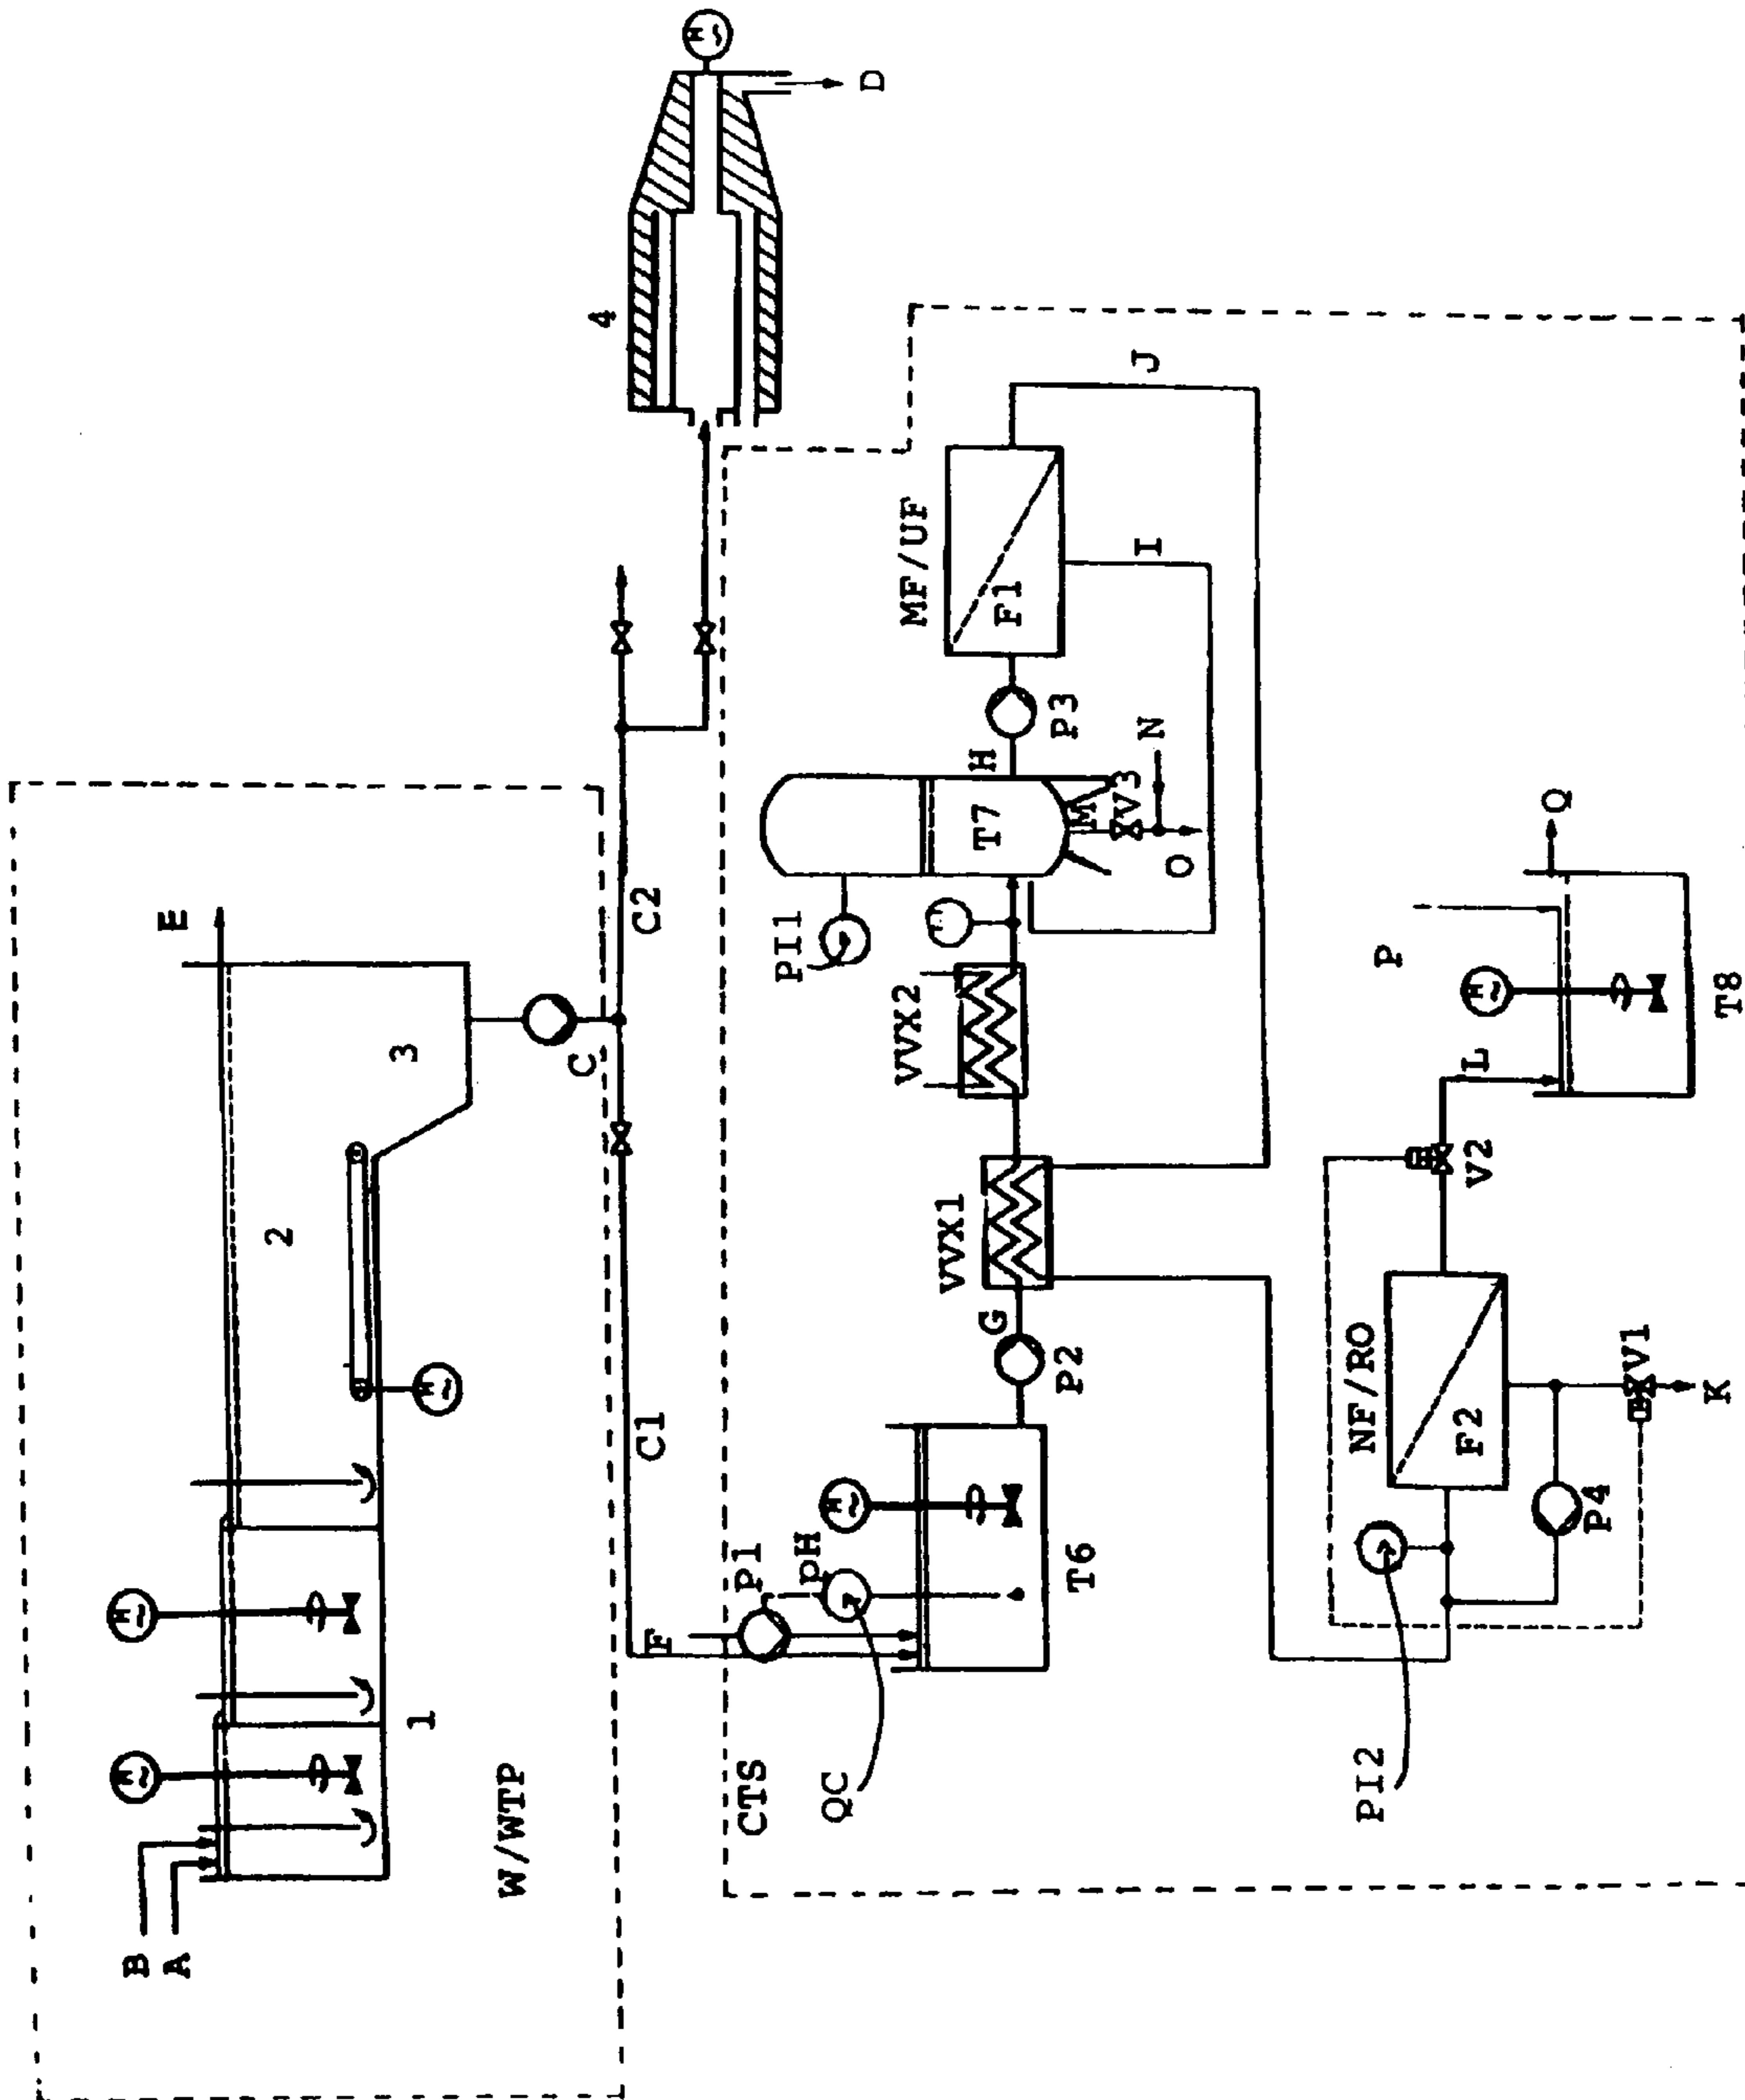 B
A
1
2
3
E
W/WTP
C
C1
C2
4
D
CTS
F
P1
pH
QC
T6
P2
G
VVX1
VVX2
PI1
T7
H
M
V3
N
O
P3
MF/UF
F1
I
J
PI2
NF/RO
F2
P4
V1
K
V2
L
P
T8
Q